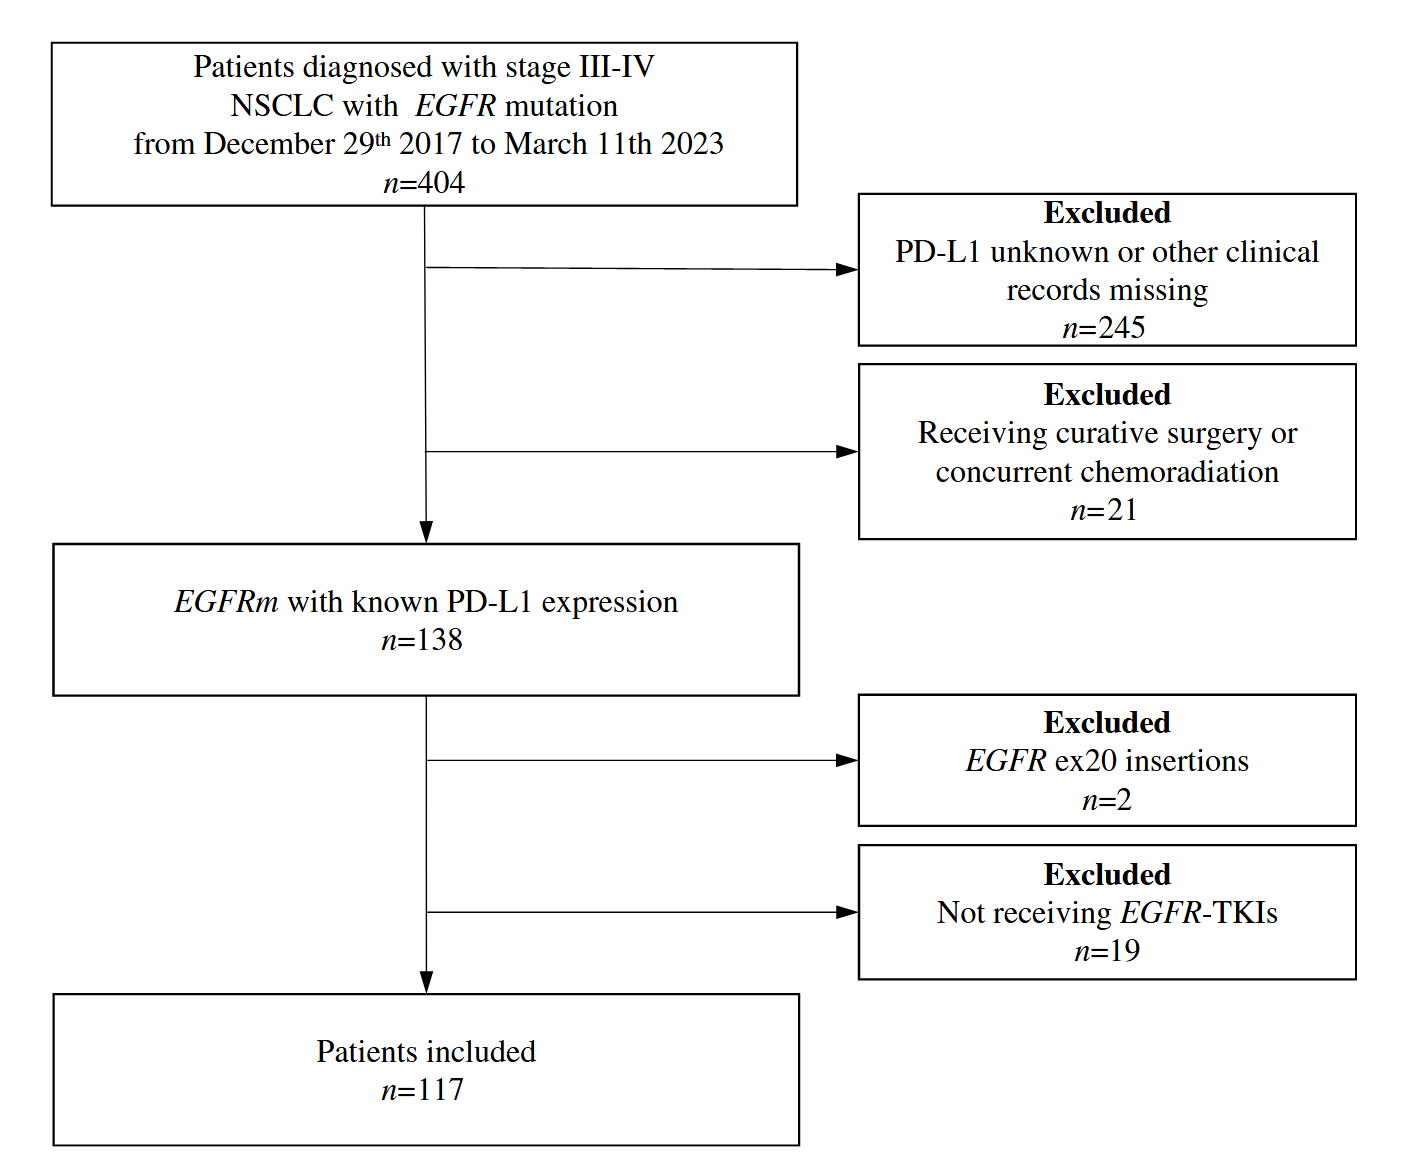 Patients diagnosed with stage III-IV
NSCLC with EGFR mutation
from December 29th 2017 to March 11th 2023
n=404
Excluded
PD-L1 unknown or other clinical
records missing
n=245
Excluded
Receiving curative surgery or
concurrent chemoradiation
n=21
EGFRm with known PD-L1 expression
n=138
Excluded
EGFR ex20 insertions
n=2
Excluded
Not receiving EGFR-TKIs
n=19
Patients included
n=117